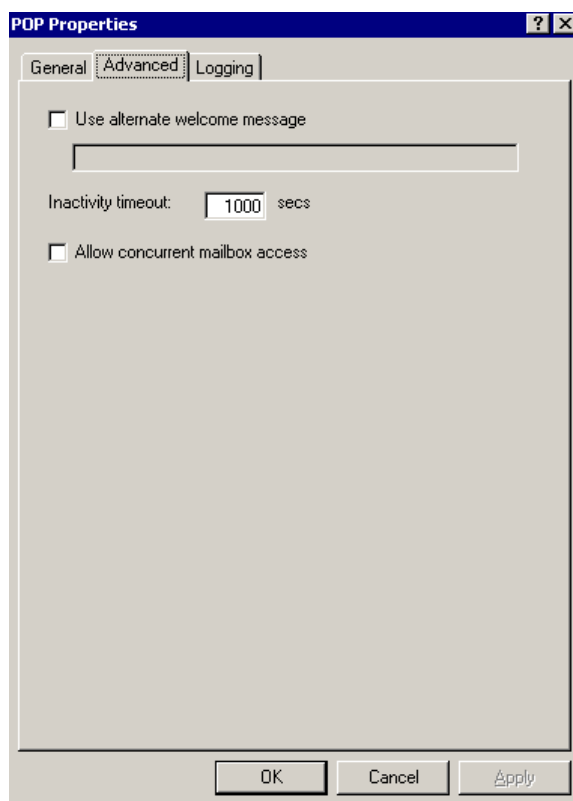 POP Properties
General Advanced Logging
Use alternate welcome message
Inactivity timeout: 1000 secs
Allow concurrent mailbox access
OK Cancel Apply